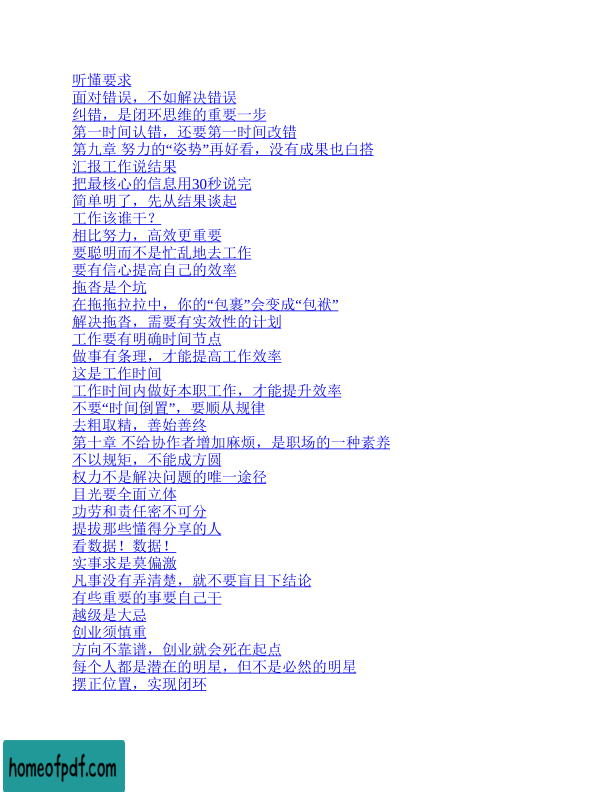 听懂要求
面对错误，不如解决错误
纠错，是闭环思维的重要一步
第一时间认错，还要第一时间改错
第九章 努力的“姿势”再好看，没有成果也白搭
汇报工作说结果
把最核心的信息用30秒说完
简单明了，先从结果谈起
工作该谁干？
相比努力，高效更重要
要聪明而不是忙乱地去工作
要有信心提高自己的效率
拖沓是个坑
在拖拖拉拉中，你的“包裹”会变成“包袱”
解决拖沓，需要有实效性的计划
工作要有明确时间节点
做事有条理，才能提高工作效率
这是工作时间
工作时间内做好本职工作，才能提升效率
不要“时间倒置”，要顺从规律
去粗取精，善始善终
第十章 不给协作者增加麻烦，是职场的一种素养
不以规矩，不能成方圆
权力不是解决问题的唯一途径
目光要全面立体
功劳和责任密不可分
提拔那些懂得分享的人
看数据！数据！
实事求是莫偏激
凡事没有弄清楚，就不要盲目下结论
有些重要的事要自己干
越级是大忌
创业须慎重
方向不靠谱，创业就会死在起点
每个人都是潜在的明星，但不是必然的明星
摆正位置，实现闭环
homeofpdf.com